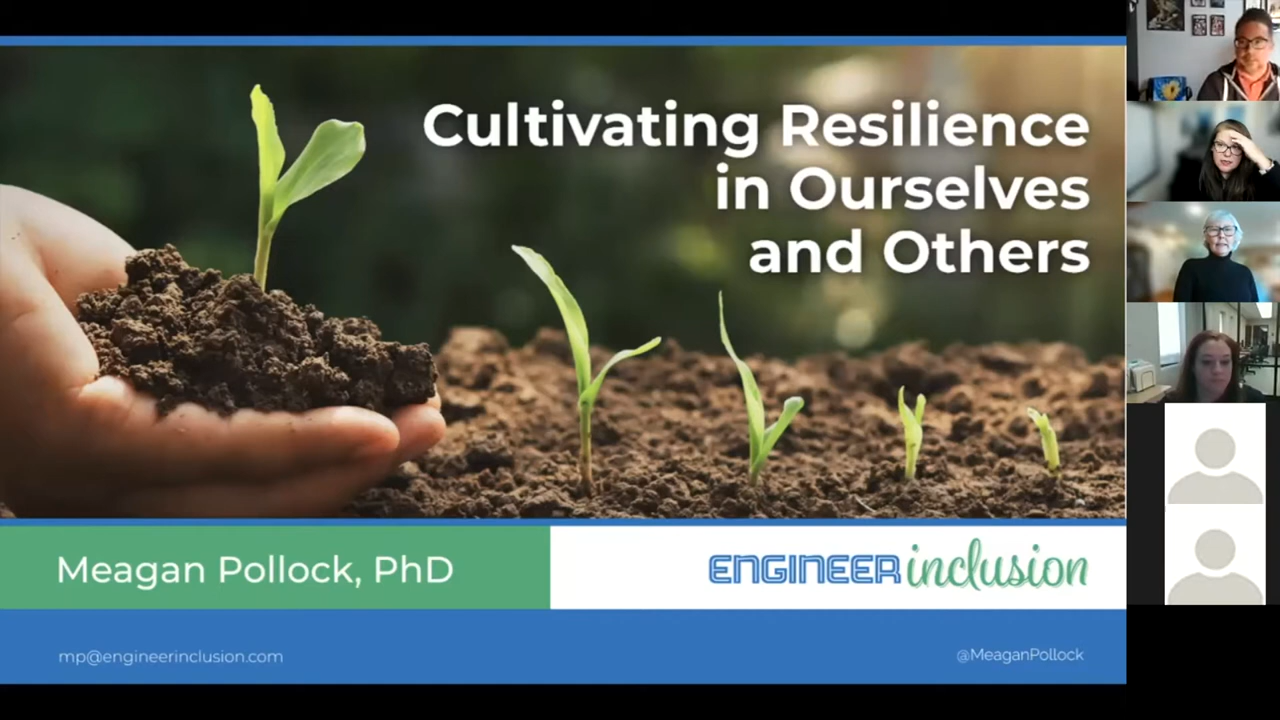 Cultivating Resilience
in Ourselves
and Others
Meagan Pollock, PhD
ENGINEER inclusion
mp@engineerinclusion.com
@MeaganPollock